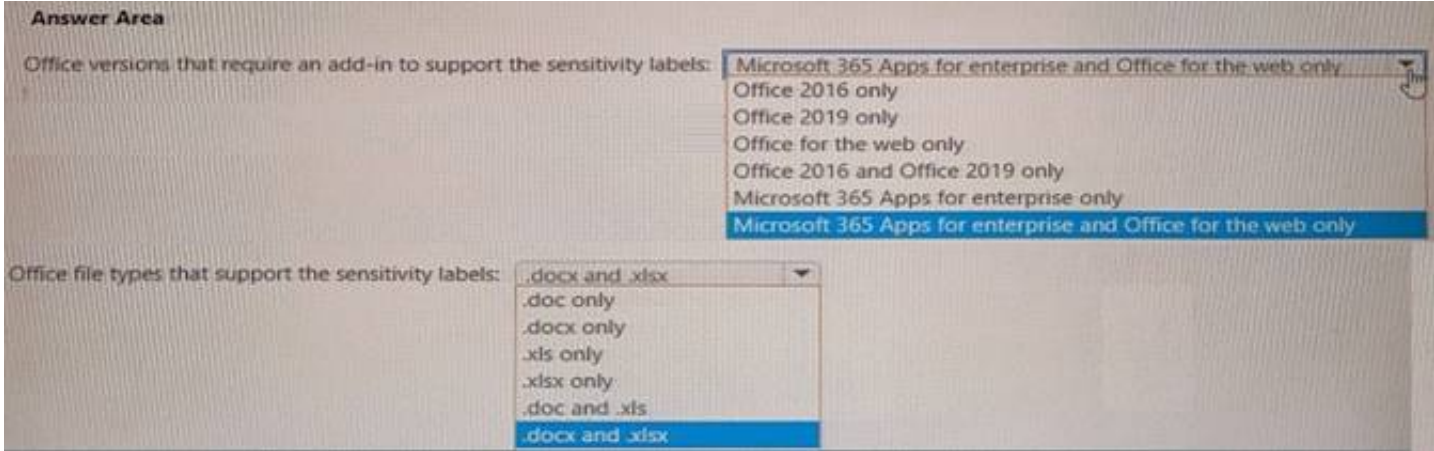 Answer Area
Office versions that require an add-in to support the sensitivity labels: Microsoft 365 Apps for enterprise and Office for the web only
Office 2016 only
Office 2019 only
Office for the web only
Office 2016 and Office 2019 only
Microsoft 365 Apps for enterprise only
Microsoft 365 Apps for enterprise and Office for the web only
Office file types that support the sensitivity labels: .docx and .xlsx
.doc only
.docx only
.xls only
.xlsx only
.doc and .xls
.docx and .xlsx